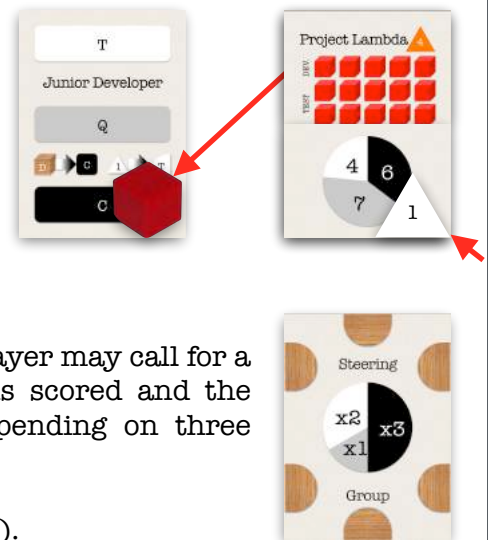 T
Junior Developer
Q
D C 1 T
C
Project Lambda 4
DEV.
TEST
4 6
7
1
ayer may call for a
s scored and the
pending on three
).
Steering
x2 x3
x1
Group